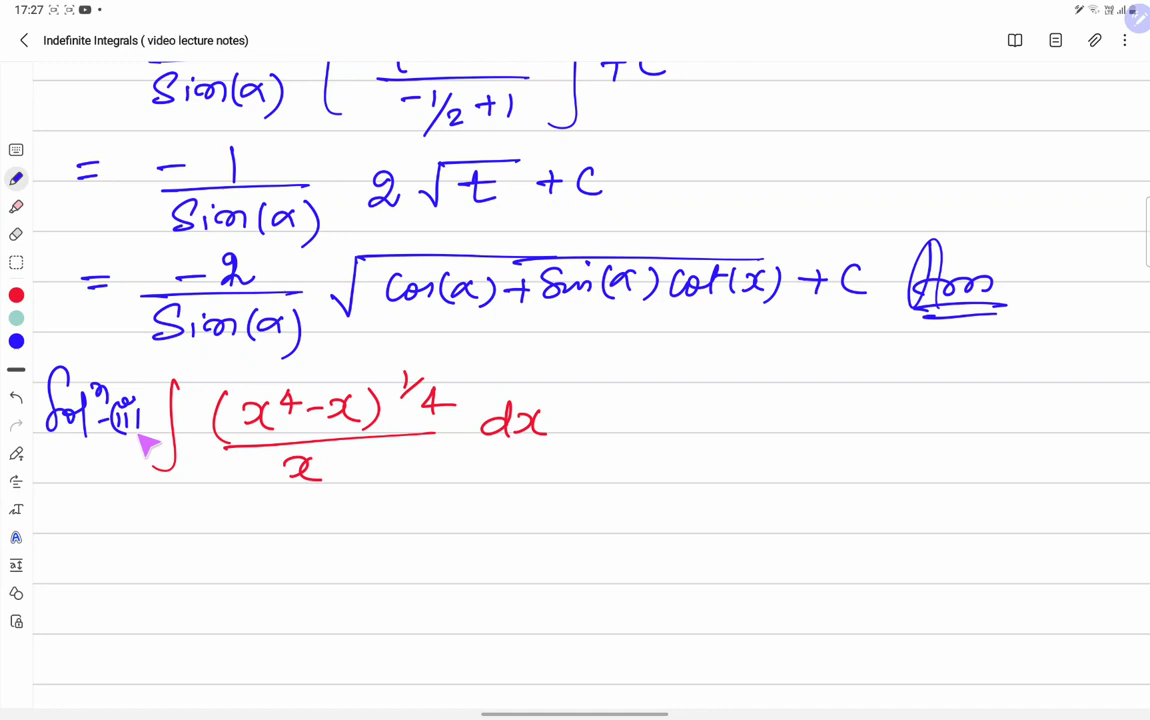 17:27
Indefinite Integrals ( video lecture notes)
Sin(α) [ -1/2 + 1 ] + C
= -1/Sin(α) 2√t + C
= -2/Sin(α) √(Cos(α) + Sin(α) Cot(x)) + C Ans
Solⁿ-(iii) ∫ (x⁴-x)^1/4 / x dx